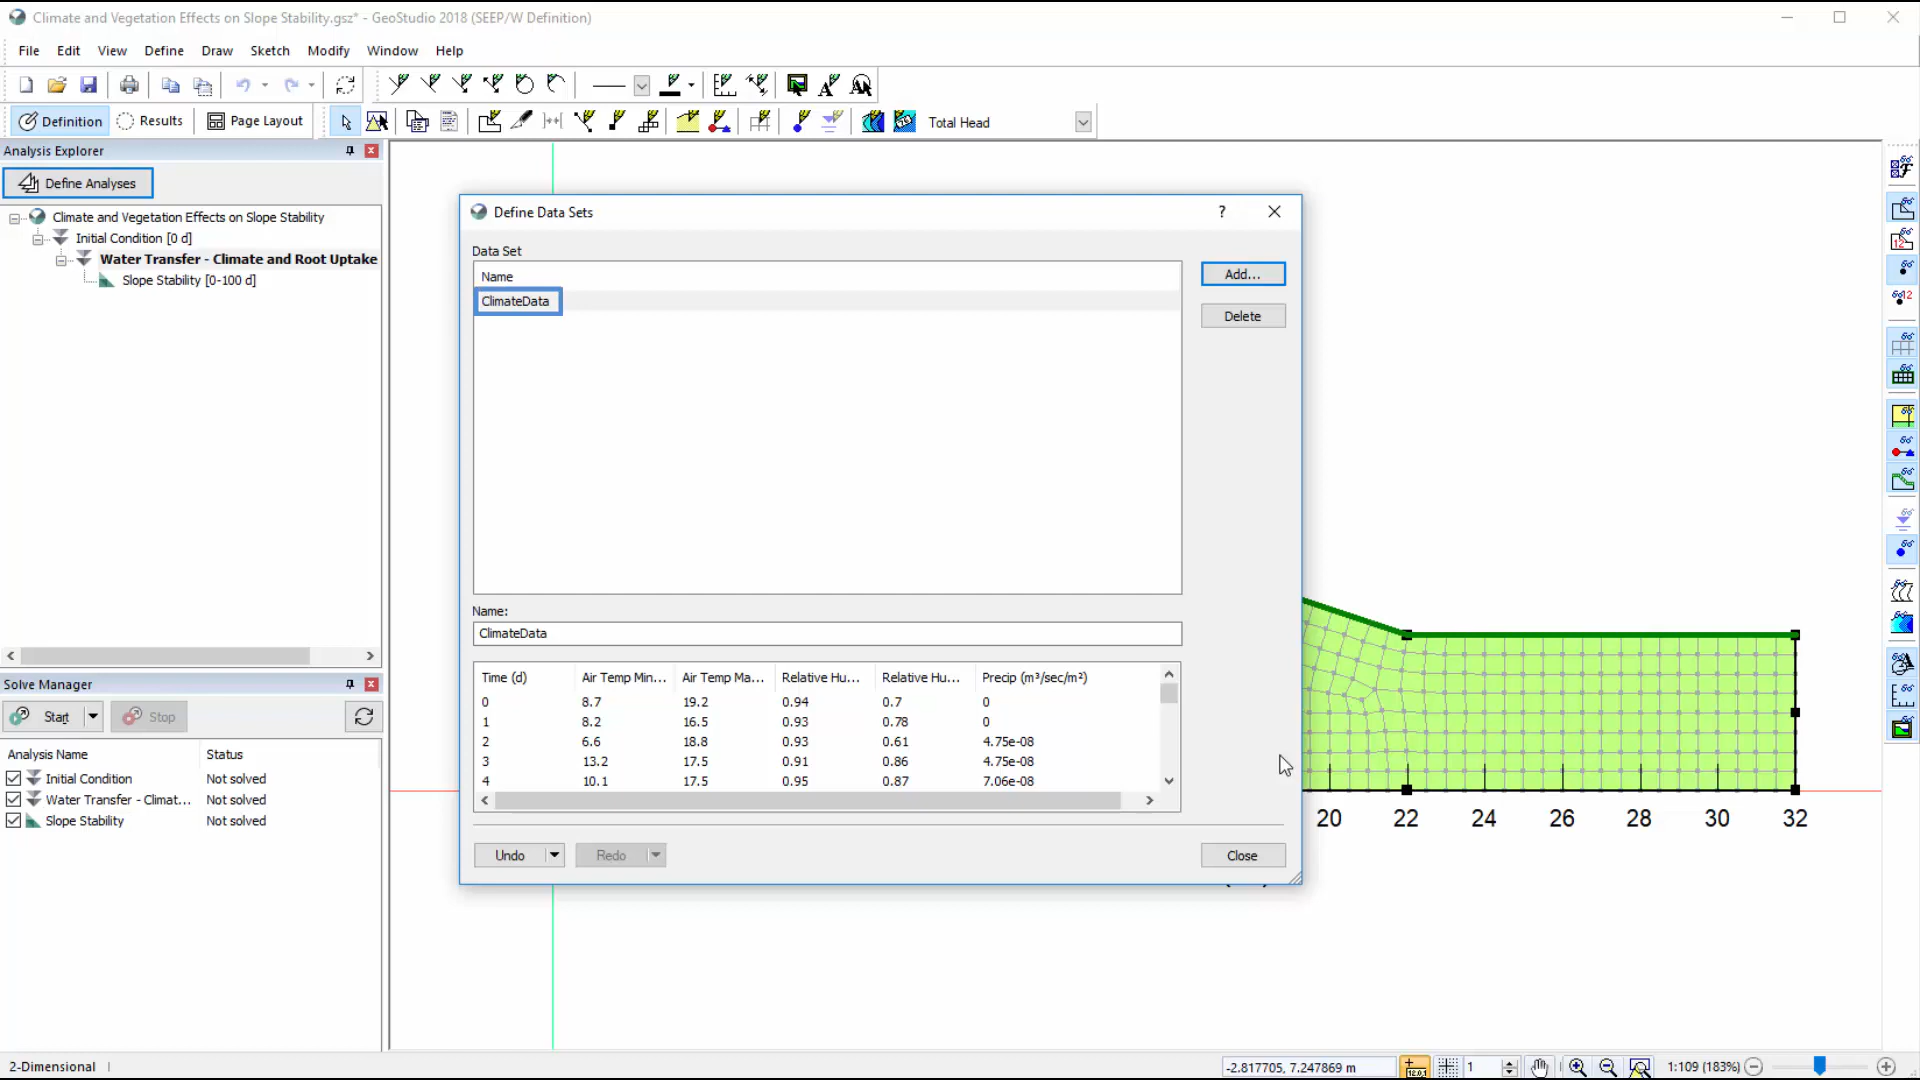 Climate and Vegetation Effects on Slope Stability.gsz* - GeoStudio 2018 (SEEP/W Definition)
File Edit View Define Draw Sketch Modify Window Help
Definition Results Page Layout Total Head
Analysis Explorer
Define Analyses
Climate and Vegetation Effects on Slope Stability
Initial Condition [0 d]
Water Transfer - Climate and Root Uptake
Slope Stability [0-100 d]
Define Data Sets ?
Data Set
Name
ClimateData
Add...
Delete
Name:
ClimateData
Time (d) Air Temp Min... Air Temp Ma... Relative Hu... Relative Hu... Precip (m³/sec/m²)
0 8.7 19.2 0.94 0.7 0
1 8.2 16.5 0.93 0.78 0
2 6.6 18.8 0.93 0.61 4.75e-08
3 13.2 17.5 0.91 0.86 4.75e-08
4 10.1 17.5 0.95 0.87 7.06e-08
Undo Redo Close
Solve Manager
Start Stop
Analysis Name Status
Initial Condition Not solved
Water Transfer - Climat... Not solved
Slope Stability Not solved
20 22 24 26 28 30 32
2-Dimensional
-2.817705, 7.247869 m 1 1:109 (183%)